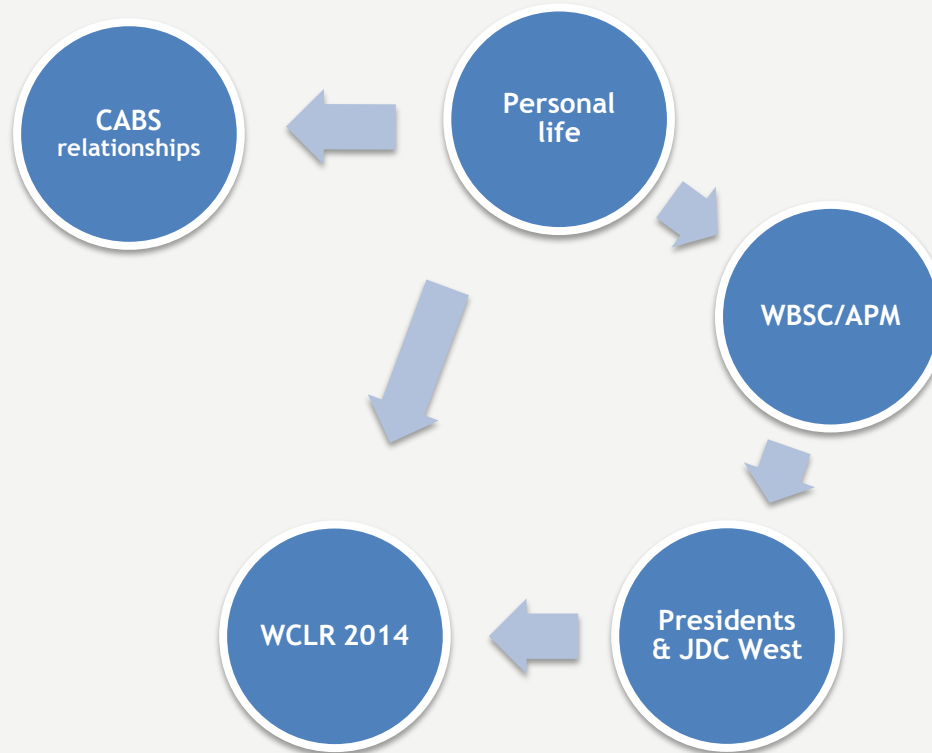 CABS
relationships
Personal
life
WBSC/APM
WCLR 2014
Presidents
& JDC West